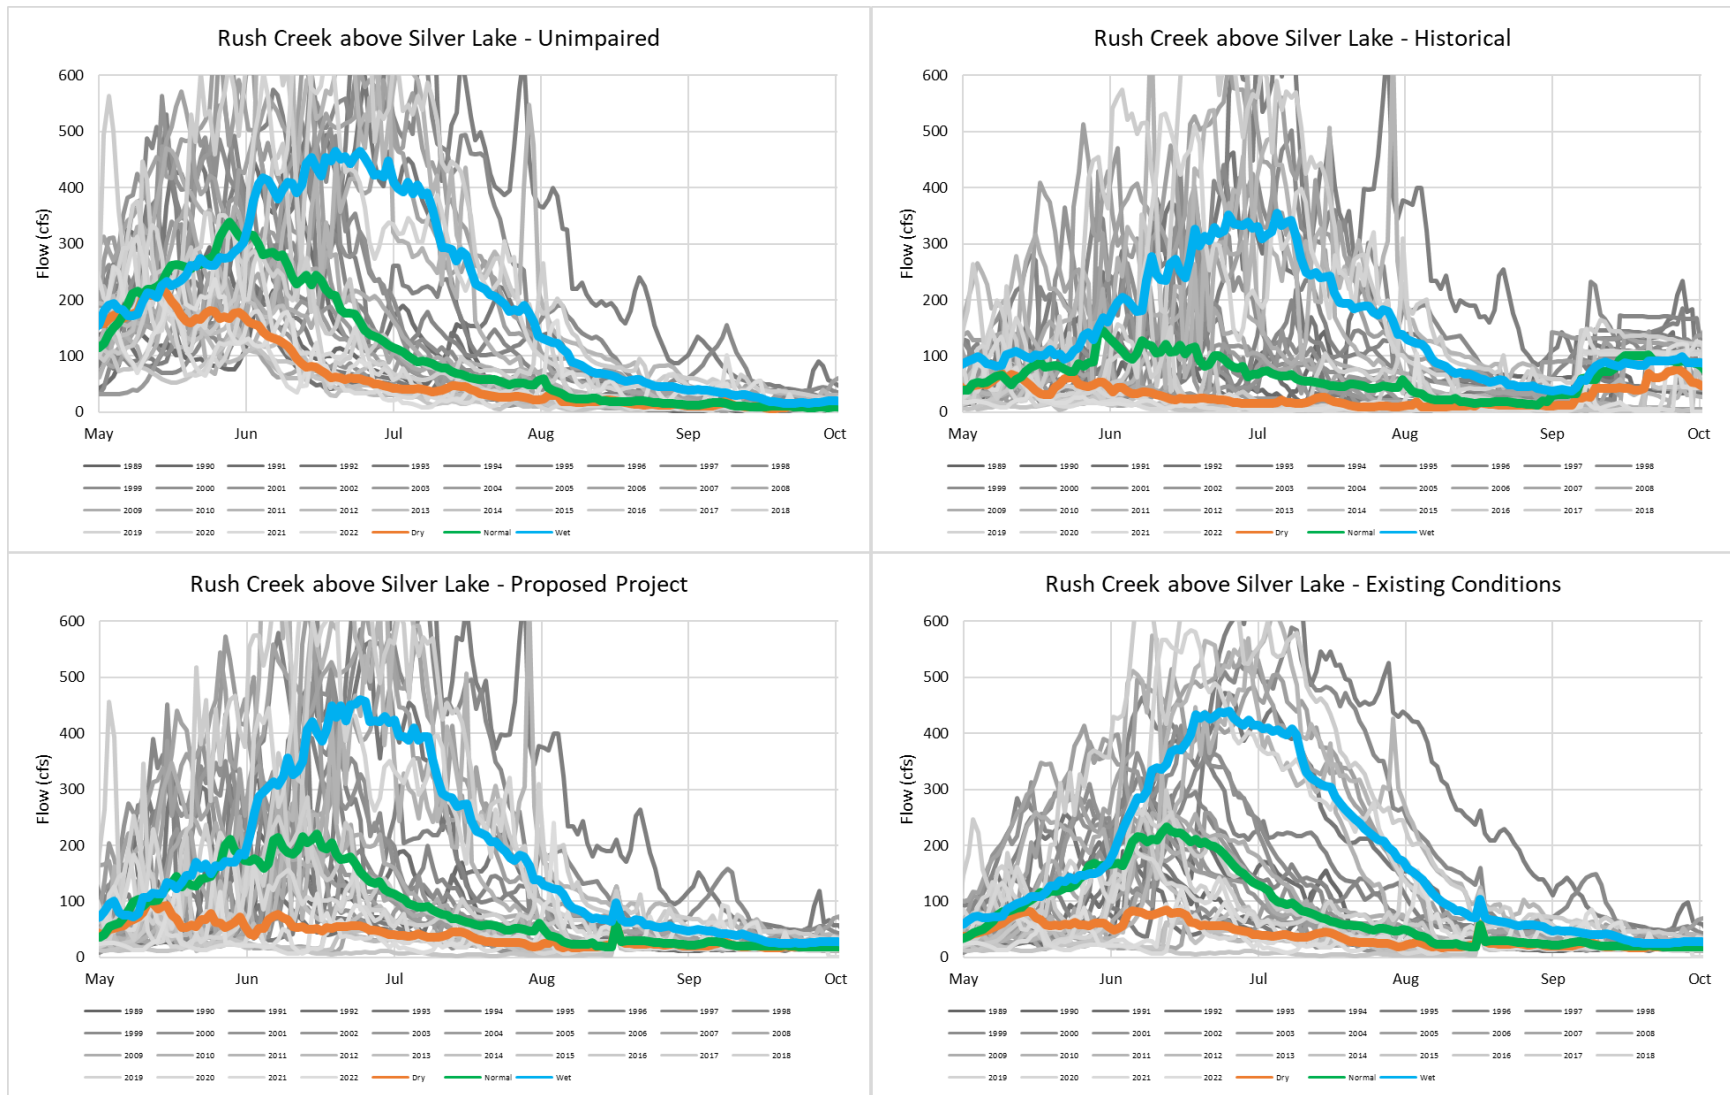 Rush Creek above Silver Lake - Unimpaired
Flow (cfs)
600
500
400
300
200
100
0
May Jun Jul Aug Sep Oct
1989 1990 1991 1992 1993 1994 1995 1996 1997 1998
1999 2000 2001 2002 2003 2004 2005 2006 2007 2008
2009 2010 2011 2012 2013 2014 2015 2016 2017 2018
2019 2020 2021 2022 Dry Normal Wet
Rush Creek above Silver Lake - Historical
Flow (cfs)
600
500
400
300
200
100
0
May Jun Jul Aug Sep Oct
1989 1990 1991 1992 1993 1994 1995 1996 1997 1998
1999 2000 2001 2002 2003 2004 2005 2006 2007 2008
2009 2010 2011 2012 2013 2014 2015 2016 2017 2018
2019 2020 2021 2022 Dry Normal Wet
Rush Creek above Silver Lake - Proposed Project
Flow (cfs)
600
500
400
300
200
100
0
May Jun Jul Aug Sep Oct
1989 1990 1991 1992 1993 1994 1995 1996 1997 1998
1999 2000 2001 2002 2003 2004 2005 2006 2007 2008
2009 2010 2011 2012 2013 2014 2015 2016 2017 2018
2019 2020 2021 2022 Dry Normal Wet
Rush Creek above Silver Lake - Existing Conditions
Flow (cfs)
600
500
400
300
200
100
0
May Jun Jul Aug Sep Oct
1989 1990 1991 1992 1993 1994 1995 1996 1997 1998
1999 2000 2001 2002 2003 2004 2005 2006 2007 2008
2009 2010 2011 2012 2013 2014 2015 2016 2017 2018
2019 2020 2021 2022 Dry Normal Wet